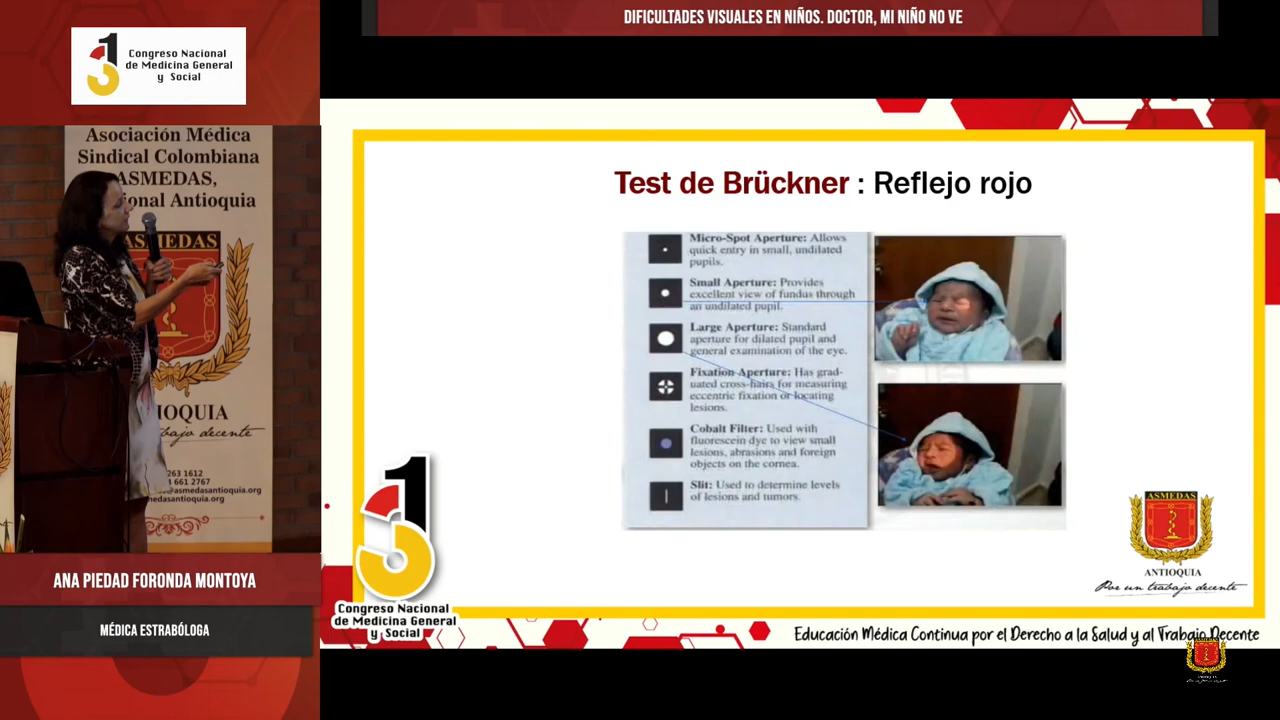 DIFICULTADES VISUALES EN NIÑOS. DOCTOR, MI NIÑO NO VE
Congreso Nacional
de Medicina General
y Social
Asociación Médica
Sindical Colombiana
ASMEDAS,
ional Antioquia
ASMEDAS
IOQUIA
bajo decente
263 1612
661 2767
@asmedasantioquia.org
medasantioquia.org
ANA PIEDAD FORONDA MONTOYA
MÉDICA ESTRABÓLOGA
Test de Brückner : Reflejo rojo
Micro-Spot Aperture: Allows
quick entry in small, undilated
pupils.
Small Aperture: Provides
excellent view of fundus through
an undilated pupil.
Large Aperture: Standard
aperture for dilated pupil and
general examination of the eye.
Fixation Aperture: Has grad-
uated cross-hairs for measuring
eccentric fixation or locating
lesions.
Cobalt Filter: Used with
fluorescein dye to view small
lesions, abrasions and foreign
objects on the cornea.
Slit: Used to determine levels
of lesions and tumors.
13
Congreso Nacional
de Medicina General
y Social
ASMEDAS
ANTIOQUIA
Por un trabajo decente
Educación Médica Continua por el Derecho a la Salud y al Trabajo Decente